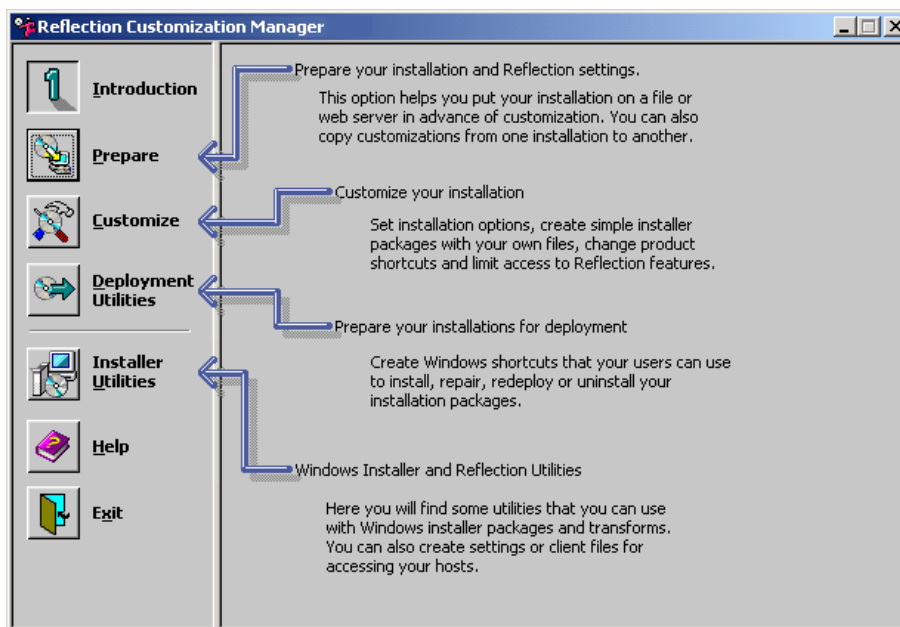 Reflection Customization Manager
Introduction
Prepare
Customize
Deployment
Utilities
Installer
Utilities
Help
Exit
Prepare your installation and Reflection settings.
This option helps you put your installation on a file or
web server in advance of customization. You can also
copy customizations from one installation to another.
Customize your installation
Set installation options, create simple installer
packages with your own files, change product
shortcuts and limit access to Reflection features.
Prepare your installations for deployment
Create Windows shortcuts that your users can use
to install, repair, redeploy or uninstall your
installation packages.
Windows Installer and Reflection Utilities
Here you will find some utilities that you can use
with Windows installer packages and transforms.
You can also create settings or client files for
accessing your hosts.